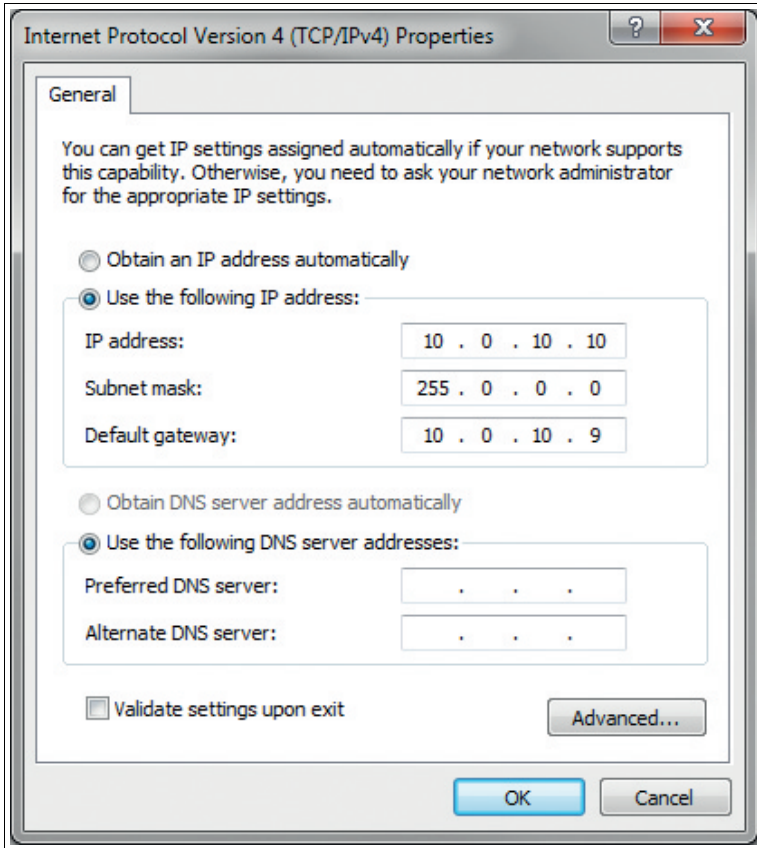 Internet Protocol Version 4 (TCP/IPv4) Properties
?
X
General
You can get IP settings assigned automatically if your network supports
this capability. Otherwise, you need to ask your network administrator
for the appropriate IP settings.
Obtain an IP address automatically
Use the following IP address:
IP address: 10 . 0 . 10 . 10
Subnet mask: 255 . 0 . 0 . 0
Default gateway: 10 . 0 . 10 . 9
Obtain DNS server address automatically
Use the following DNS server addresses:
Preferred DNS server: . . .
Alternate DNS server: . . .
Validate settings upon exit
Advanced...
OK Cancel